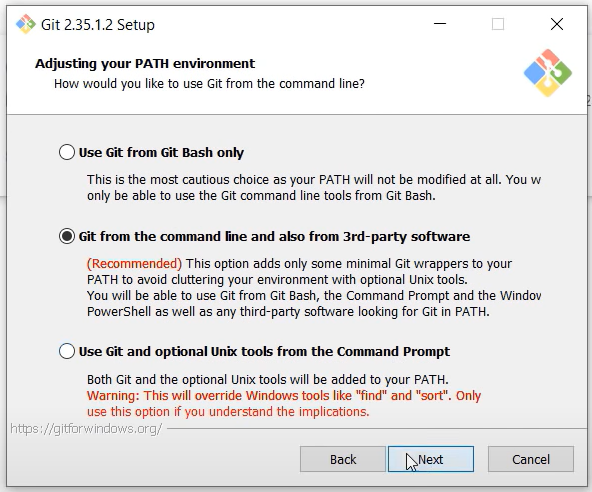 Git 2.35.1.2 Setup
Adjusting your PATH environment
How would you like to use Git from the command line?
Use Git from Git Bash only
This is the most cautious choice as your PATH will not be modified at all. You w
only be able to use the Git command line tools from Git Bash.
Git from the command line and also from 3rd-party software
(Recommended) This option adds only some minimal Git wrappers to your
PATH to avoid cluttering your environment with optional Unix tools.
You will be able to use Git from Git Bash, the Command Prompt and the Window
PowerShell as well as any third-party software looking for Git in PATH.
Use Git and optional Unix tools from the Command Prompt
Both Git and the optional Unix tools will be added to your PATH.
Warning: This will override Windows tools like "find" and "sort". Only
use this option if you understand the implications.
https://gitforwindows.org/
Back Next Cancel